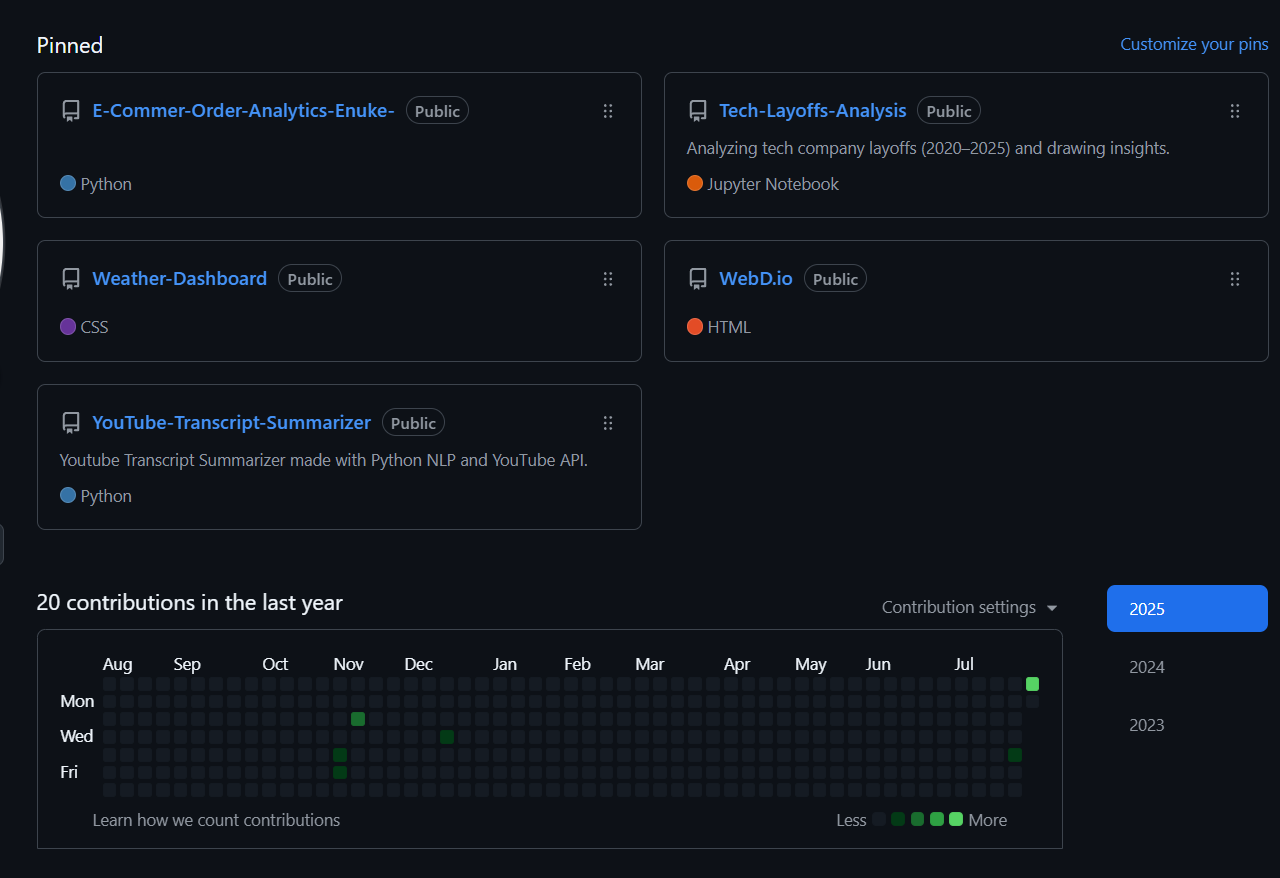 Pinned
Customize your pins
E-Commer-Order-Analytics-Enuke- Public
Python
Tech-Layoffs-Analysis Public
Analyzing tech company layoffs (2020–2025) and drawing insights.
Jupyter Notebook
Weather-Dashboard Public
CSS
WebD.io Public
HTML
YouTube-Transcript-Summarizer Public
Youtube Transcript Summarizer made with Python NLP and YouTube API.
Python
20 contributions in the last year
Contribution settings
2025
2024
2023
Aug Sep Oct Nov Dec Jan Feb Mar Apr May Jun Jul
Mon
Wed
Fri
Learn how we count contributions
Less More